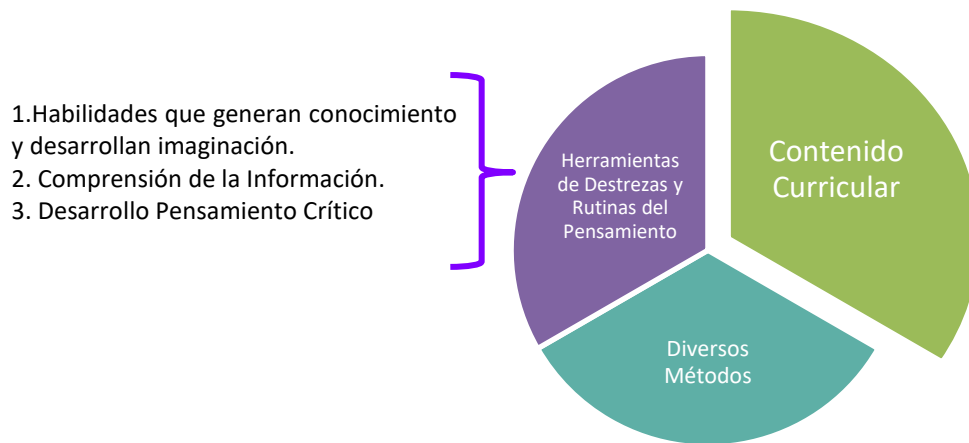 1.Habilidades que generan conocimiento
y desarrollan imaginación.
2. Comprensión de la Información.
3. Desarrollo Pensamiento Crítico
Herramientas
de Destrezas y
Rutinas del
Pensamiento
Contenido
Curricular
Diversos
Métodos